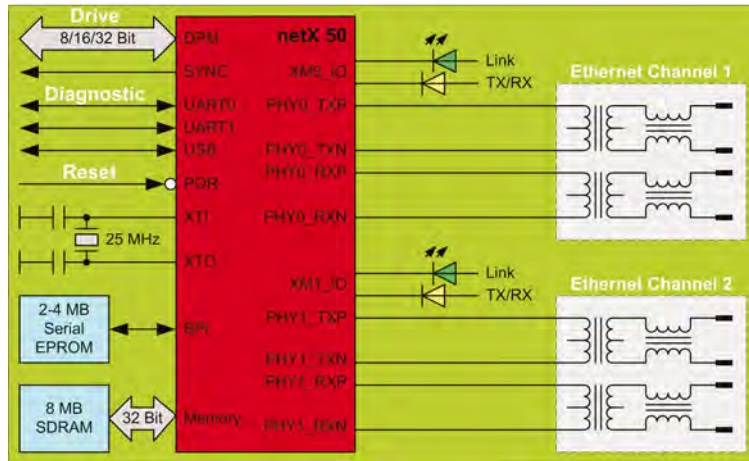 Drive
8/16/32 Bit
DPM
netX 50
SYNC
XM0_IO
Link
TX/RX
Ethernet Channel 1
Diagnostic
UART0
PHY0_TXP
UART1
USB
PHY0_TXN
Reset
PHY0_RXP
POR
XTI
PHY0_RXN
25 MHz
XTO
XM1_IO
Link
TX/RX
Ethernet Channel 2
2-4 MB
Serial
EPROM
SPI
PHY1_TXP
PHY1_TXN
PHY1_RXP
8 MB
SDRAM
32 Bit
Memory
PHY1_RXN